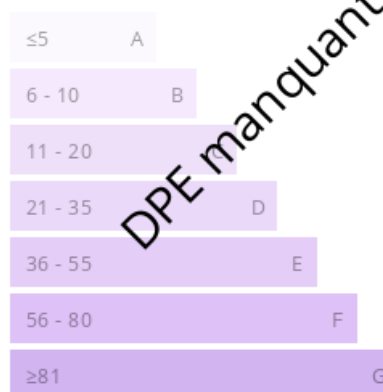 ≤5 A
6 - 10 B
11 - 20 C
21 - 35 D
36 - 55 E
56 - 80 F
≥81 G
DPE manquant